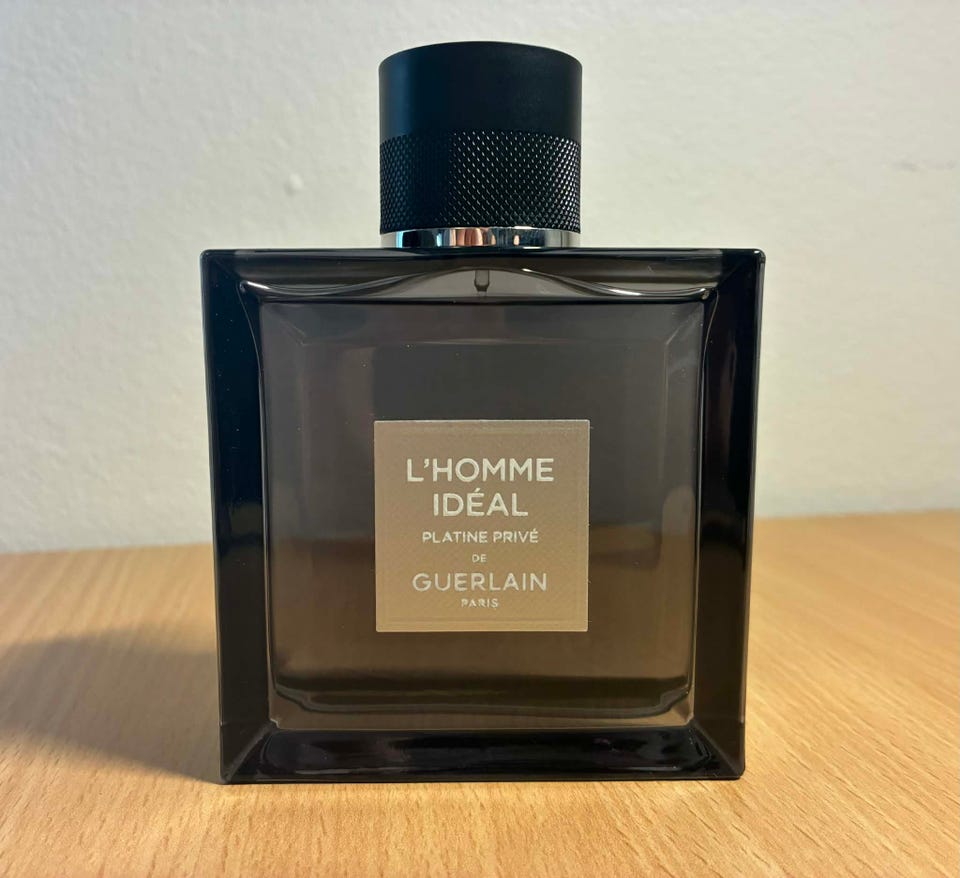 L'HOMME
IDÉAL
PLATINE PRIVÉ
DE
GUERLAIN
PARIS